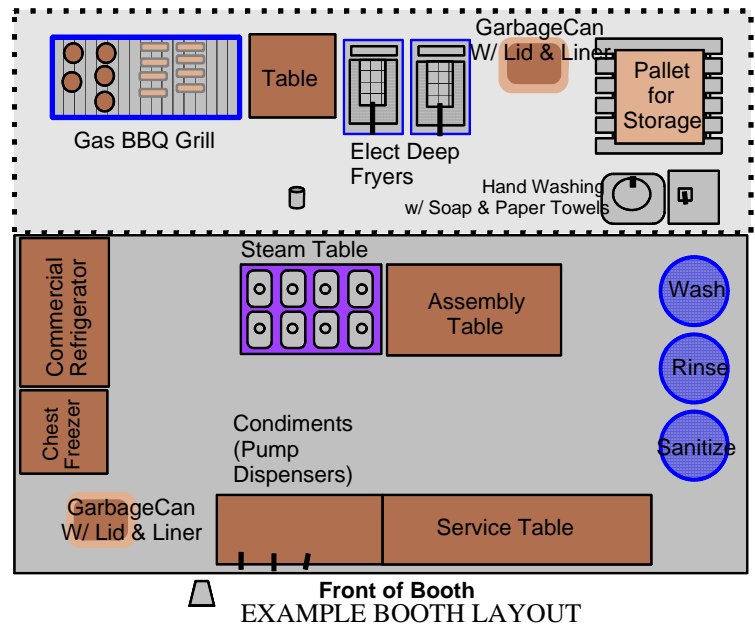 GarbageCan
W/ Lid & Liner
Table
Pallet
for
Storage
Gas BBQ Grill
Elect Deep
Fryers
Hand Washing
w/ Soap & Paper Towels
Steam Table
Commercial
Refrigerator
Assembly
Table
Wash
Rinse
Sanitize
Chest
Freezer
Condiments
(Pump
Dispensers)
GarbageCan
W/ Lid & Liner
Service Table
Front of Booth
EXAMPLE BOOTH LAYOUT